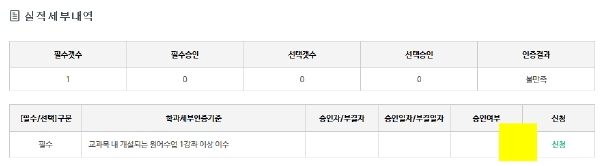 실적세부내역
필수갯수 필수승인 선택갯수 선택승인 인증결과
1 0 0 0 불만족
[필수/선택]구분 학과세부인증기준 승인자/부결자 승인일자/부결일자 승인여부 신청
필수 교과목 내 개설되는 원어수업 1강좌 이상 이수 신청